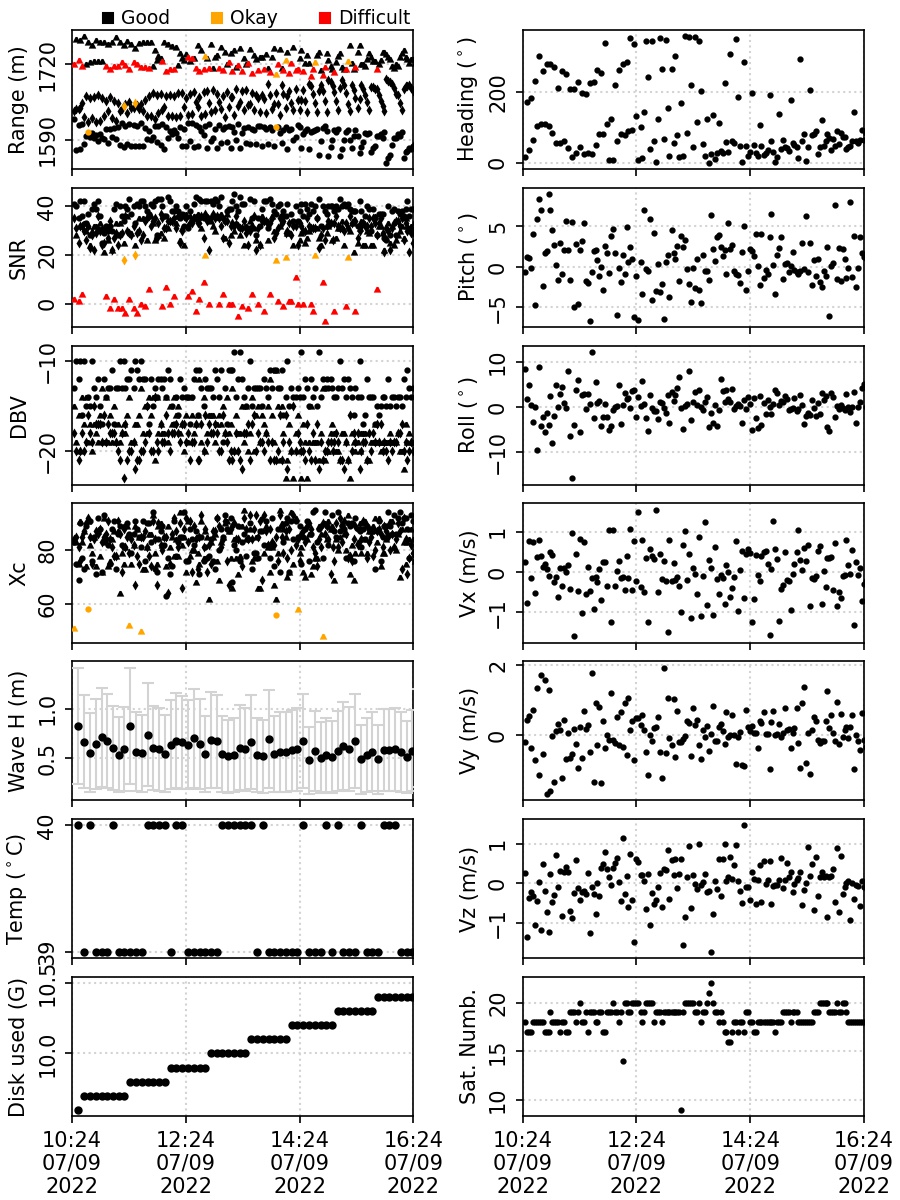 Good Okay Difficult
Range (m)
1720
1590
Heading (°)
200
0
SNR
40
20
0
Pitch (°)
5
0
−5
DBV
−10
−20
Roll (°)
10
0
−10
Xc
80
60
Vx (m/s)
1
0
−1
Wave H (m)
1.0
0.5
Vy (m/s)
2
0
Temp (°C)
40
39
Vz (m/s)
1
0
−1
Disk used (G)
10.5
10.0
Sat. Numb.
20
15
10
10:24 12:24 14:24 16:24 10:24 12:24 14:24 16:24
07/09 07/09 07/09 07/09 07/09 07/09 07/09 07/09
2022 2022 2022 2022 2022 2022 2022 2022